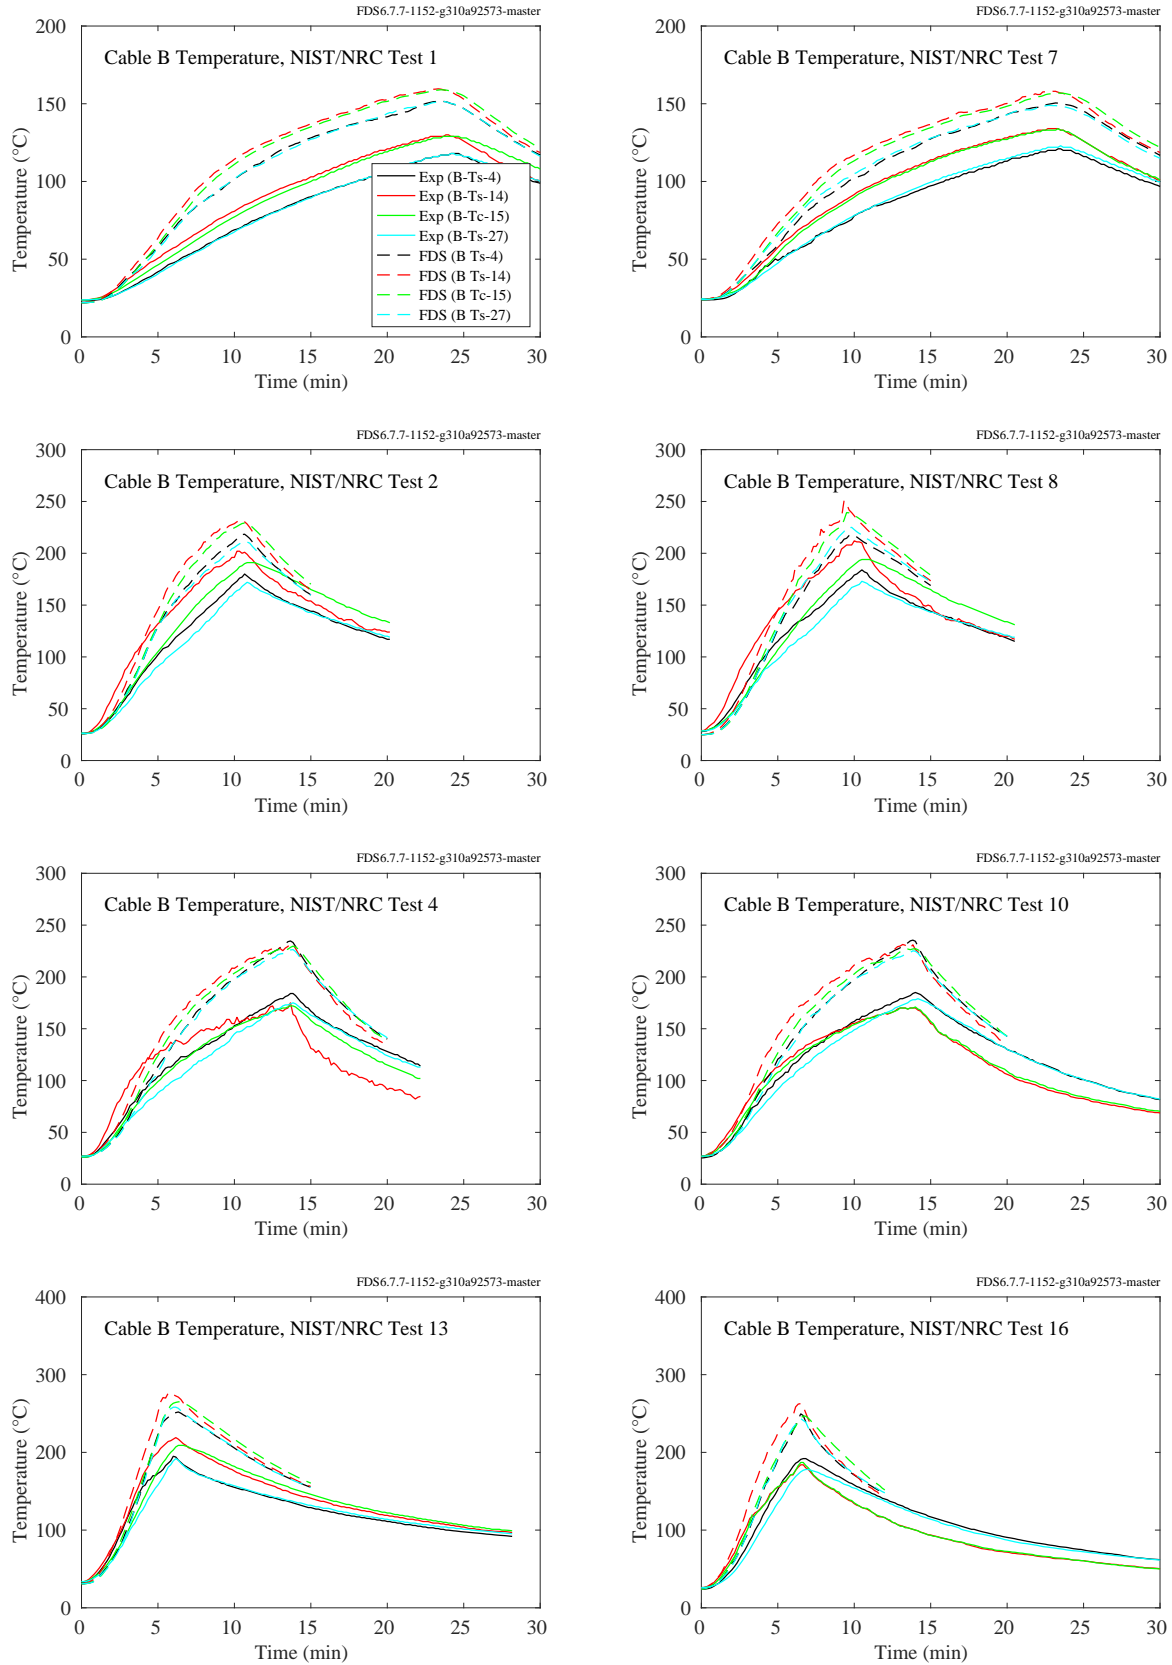 FDS6.7.7-1152-g310a92573-master
Cable B Temperature, NIST/NRC Test 1
Temperature (°C)
200
150
100
50
0
Exp (B-Ts-4)
Exp (B-Ts-14)
Exp (B-Tc-15)
Exp (B-Ts-27)
FDS (B Ts-4)
FDS (B Ts-14)
FDS (B Tc-15)
FDS (B Ts-27)
0 5 10 15 20 25 30
Time (min)
FDS6.7.7-1152-g310a92573-master
Cable B Temperature, NIST/NRC Test 7
Temperature (°C)
200
150
100
50
0
0 5 10 15 20 25 30
Time (min)
FDS6.7.7-1152-g310a92573-master
Cable B Temperature, NIST/NRC Test 2
Temperature (°C)
300
250
200
150
100
50
0
0 5 10 15 20 25 30
Time (min)
FDS6.7.7-1152-g310a92573-master
Cable B Temperature, NIST/NRC Test 8
Temperature (°C)
300
250
200
150
100
50
0
0 5 10 15 20 25 30
Time (min)
FDS6.7.7-1152-g310a92573-master
Cable B Temperature, NIST/NRC Test 4
Temperature (°C)
300
250
200
150
100
50
0
0 5 10 15 20 25 30
Time (min)
FDS6.7.7-1152-g310a92573-master
Cable B Temperature, NIST/NRC Test 10
Temperature (°C)
300
250
200
150
100
50
0
0 5 10 15 20 25 30
Time (min)
FDS6.7.7-1152-g310a92573-master
Cable B Temperature, NIST/NRC Test 13
Temperature (°C)
400
300
200
100
0
0 5 10 15 20 25 30
Time (min)
FDS6.7.7-1152-g310a92573-master
Cable B Temperature, NIST/NRC Test 16
Temperature (°C)
400
300
200
100
0
0 5 10 15 20 25 30
Time (min)